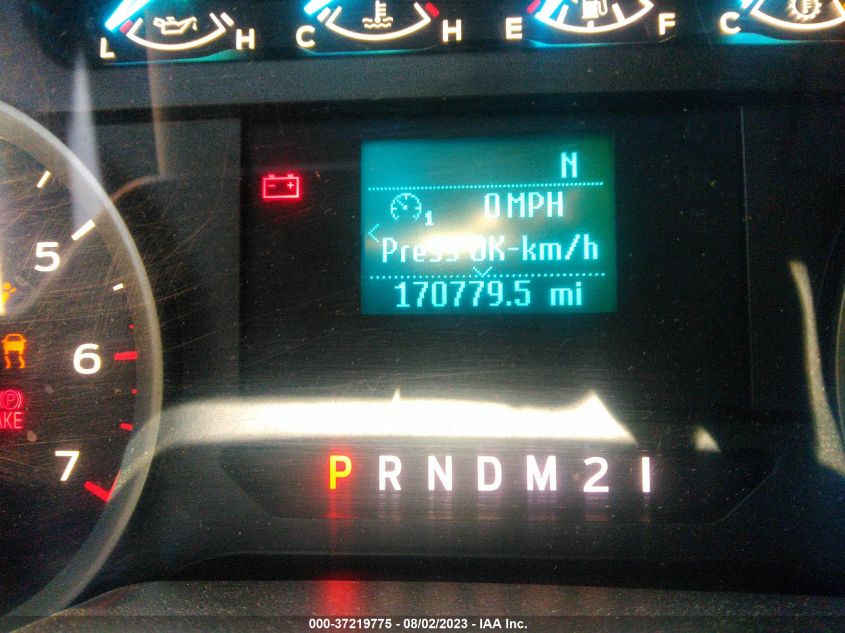 L H C H E F C
N
5
1 0 MPH
Press OK-km/h
170779.5 mi
6
7
P R N D M 2 1
000-37219775 - 08/02/2023 - IAA Inc.